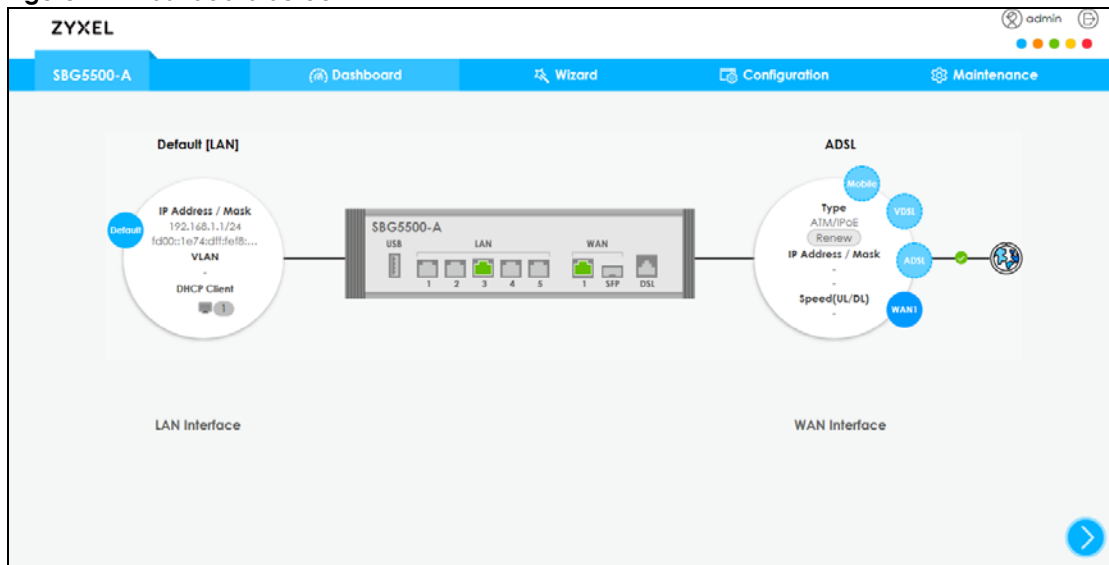 ZYXEL
admin
SBG5500-A
Dashboard
Wizard
Configuration
Maintenance
Default [LAN]
Default
IP Address / Mask
192.168.1.1/24
fd00::1e74:dff:fef8:...
VLAN
-
DHCP Client
1
SBG5500-A
USB
LAN
WAN
1 2 3 4 5
1 SFP DSL
ADSL
Mobile
VDSL
ADSL
WAN1
Type
ATM/IPoE
Renew
IP Address / Mask
-
Speed(UL/DL)
-
LAN Interface
WAN Interface